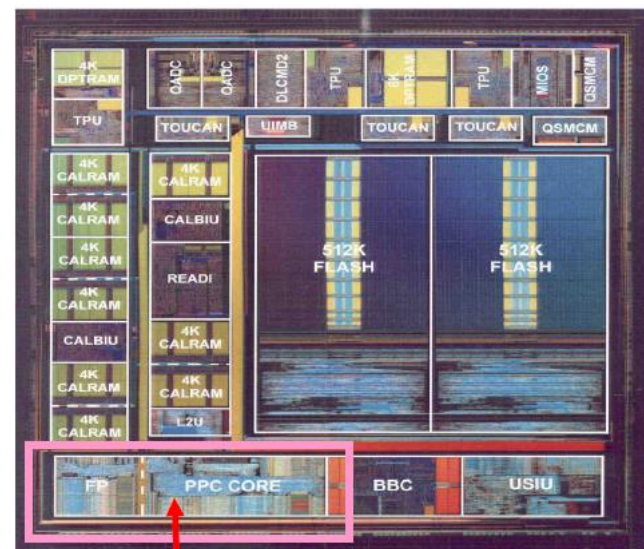 4K
DPTRAM
TPU
QADC
QADC
DLCMD2
TPU
8K
DPTRAM
TPU
MIOS
QSMCM
TOUCAN
UIMB
TOUCAN
TOUCAN
QSMCM
4K
CALRAM
4K
CALRAM
4K
CALRAM
4K
CALRAM
CALBIU
4K
CALRAM
4K
CALRAM
4K
CALRAM
CALBIU
READI
4K
CALRAM
4K
CALRAM
L2U
512K
FLASH
512K
FLASH
FP
PPC CORE
BBC
USIU